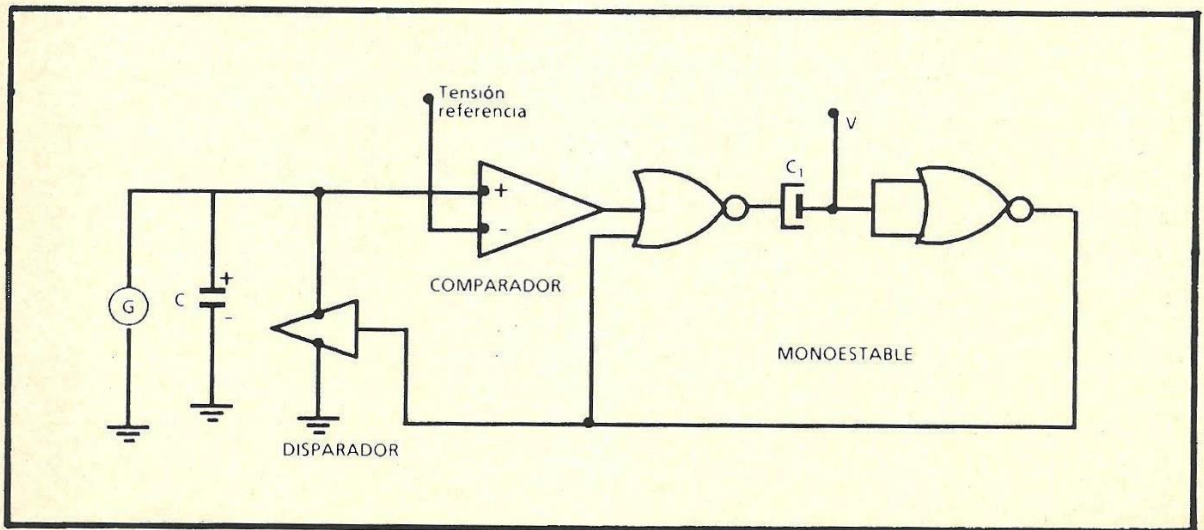 Tensión
referencia
V
C₁
+
-
COMPARADOR
G
C
+
-
MONOESTABLE
DISPARADOR